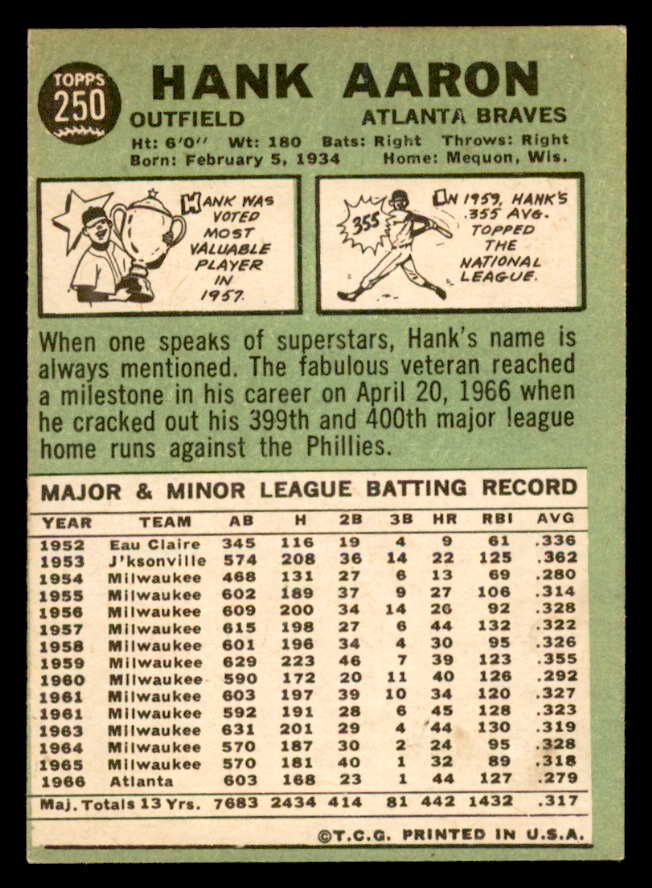 TOPPS
250
HANK AARON
OUTFIELD ATLANTA BRAVES
Ht: 6'0" Wt: 180 Bats: Right Throws: Right
Born: February 5, 1934 Home: Mequon, Wis.
HANK WAS
VOTED
MOST
VALUABLE
PLAYER
IN
1957.
355
IN 1959, HANK'S
.355 AVG.
TOPPED
THE
NATIONAL
LEAGUE.
When one speaks of superstars, Hank's name is
always mentioned. The fabulous veteran reached
a milestone in his career on April 20, 1966 when
he cracked out his 399th and 400th major league
home runs against the Phillies.
MAJOR & MINOR LEAGUE BATTING RECORD
YEAR TEAM AB H 2B 3B HR RBI AVG
1952 Eau Claire 345 116 19 4 9 61 .336
1953 J'ksonville 574 208 36 14 22 125 .362
1954 Milwaukee 468 131 27 6 13 69 .280
1955 Milwaukee 602 189 37 9 27 106 .314
1956 Milwaukee 609 200 34 14 26 92 .328
1957 Milwaukee 615 198 27 6 44 132 .322
1958 Milwaukee 601 196 34 4 30 95 .326
1959 Milwaukee 629 223 46 7 39 123 .355
1960 Milwaukee 590 172 20 11 40 126 .292
1961 Milwaukee 603 197 39 10 34 120 .327
1961 Milwaukee 592 191 28 6 45 128 .323
1963 Milwaukee 631 201 29 4 44 130 .319
1964 Milwaukee 570 187 30 2 24 95 .328
1965 Milwaukee 570 181 40 1 32 89 .318
1966 Atlanta 603 168 23 1 44 127 .279
Maj. Totals 13 Yrs. 7683 2434 414 81 442 1432 .317
©T.C.G. PRINTED IN U.S.A.